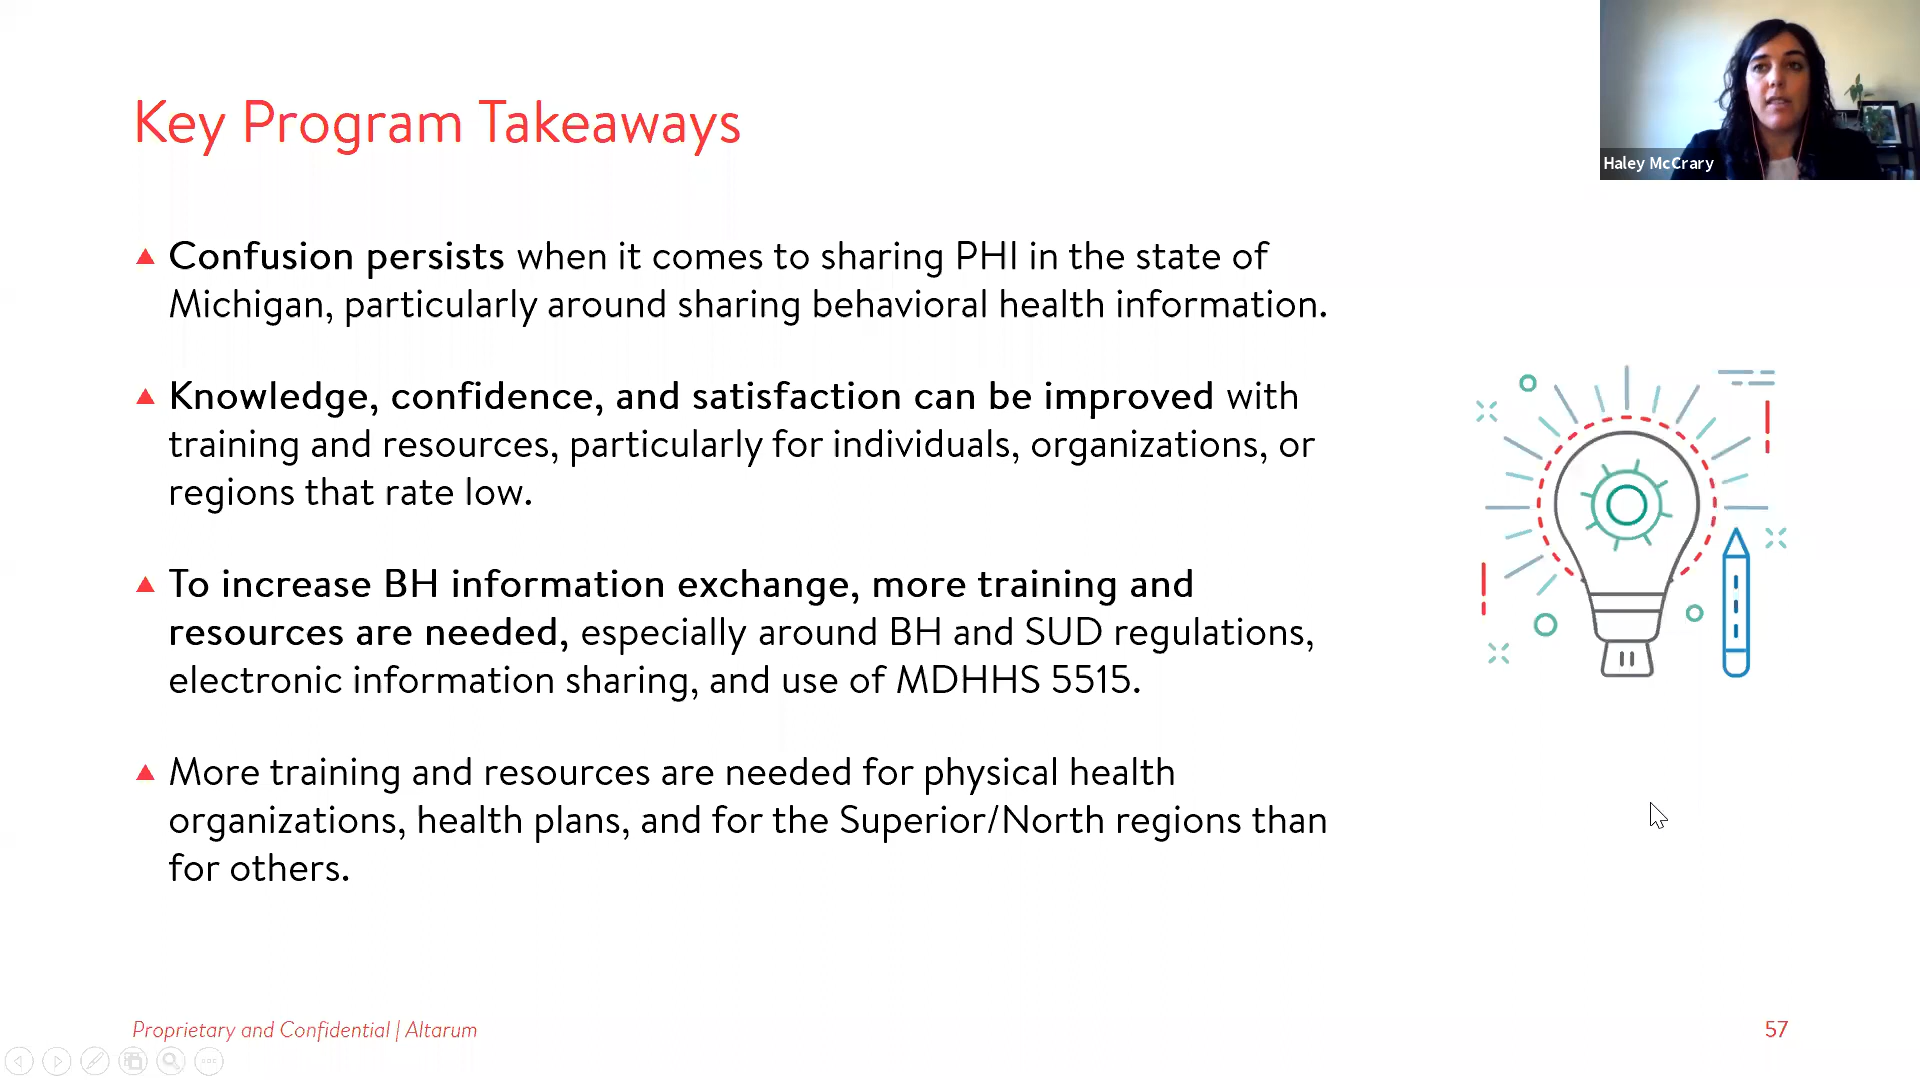 Key Program Takeaways
Haley McCrary
Confusion persists when it comes to sharing PHI in the state of
Michigan, particularly around sharing behavioral health information.
Knowledge, confidence, and satisfaction can be improved with
training and resources, particularly for individuals, organizations, or
regions that rate low.
To increase BH information exchange, more training and
resources are needed, especially around BH and SUD regulations,
electronic information sharing, and use of MDHHS 5515.
More training and resources are needed for physical health
organizations, health plans, and for the Superior/North regions than
for others.
Proprietary and Confidential | Altarum
57